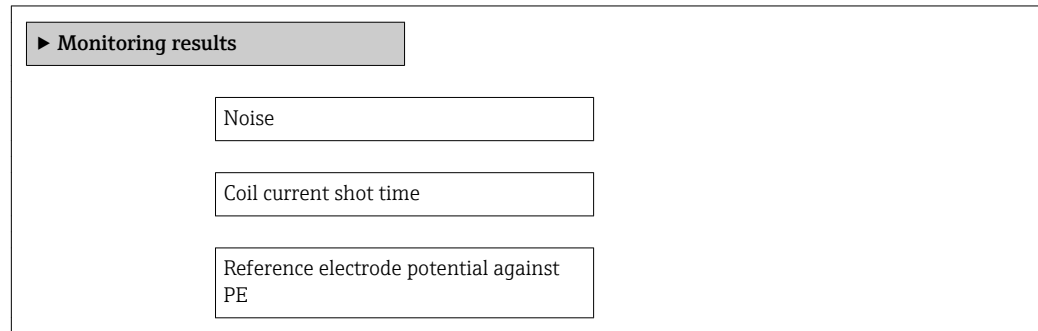 ► Monitoring results
Noise
Coil current shot time
Reference electrode potential against
PE